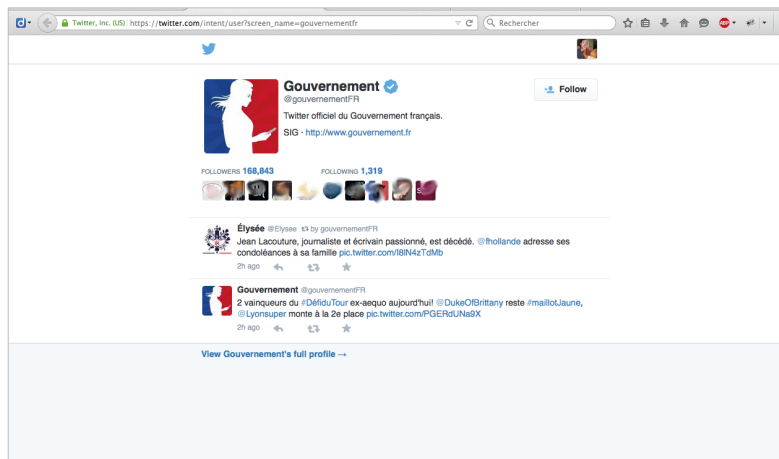 Twitter, Inc. (US) https://twitter.com/intent/user?screen_name=gouvernementfr
Rechercher
ABP
Gouvernement
@gouvernementFR
Follow
Twitter officiel du Gouvernement français.
SIG · http://www.gouvernement.fr
FOLLOWERS 168,843 FOLLOWING 1,319
Élysée @Elysee by gouvernementFR
Jean Lacouture, journaliste et écrivain passionné, est décédé. @fhollande adresse ses
condoléances à sa famille pic.twitter.com/I8lN4zTdMb
2h ago
Gouvernement @gouvernementFR
2 vainqueurs du #DéfiduTour ex-aequo aujourd'hui! @DukeOfBrittany reste #maillotJaune,
@Lyonsuper monte à la 2e place pic.twitter.com/PGERdUNa9X
2h ago
View Gouvernement's full profile →